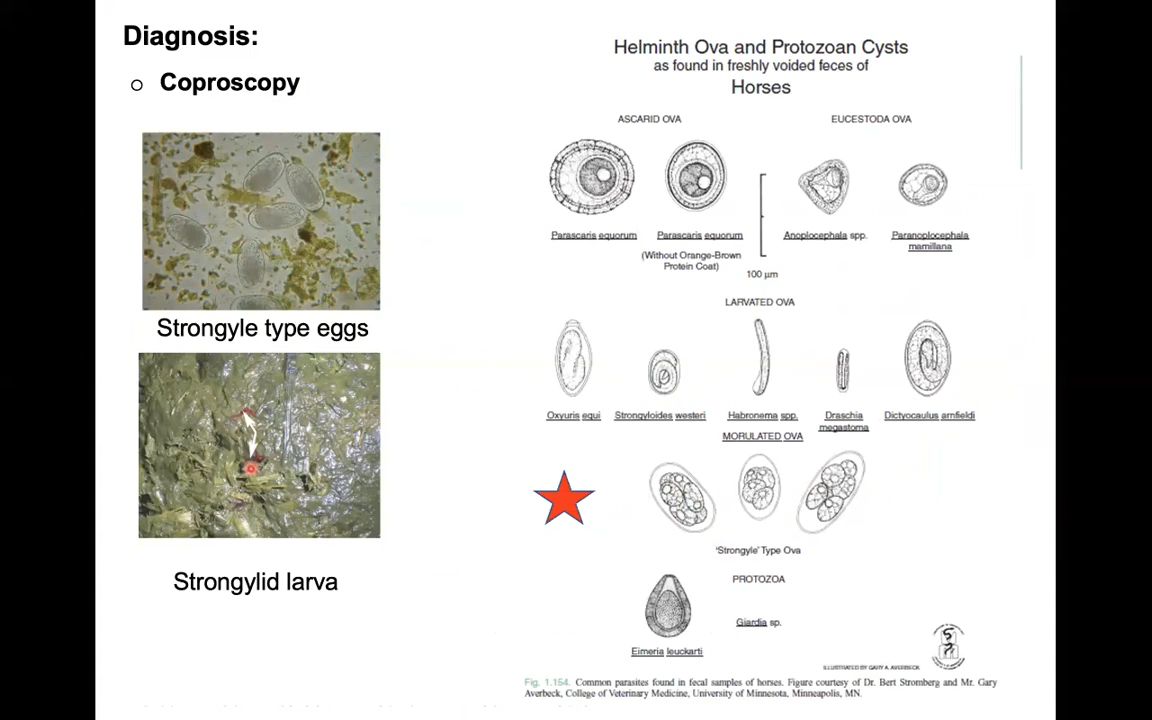 Diagnosis:
Coproscopy
Strongyle type eggs
Strongylid larva
Helminth Ova and Protozoan Cysts
as found in freshly voided feces of
Horses
ASCARID OVA
EUCESTODA OVA
Parascaris equorum
Parascaris equorum
(Without Orange-Brown
Protein Coat)
100 µm
Anoplocephala spp.
Paranoplocephala
mamillana
LARVATED OVA
Oxyuris equi
Strongyloides westeri
Habronema spp.
Draschia
megastoma
Dictyocaulus arnfieldi
MORULATED OVA
'Strongyle' Type Ova
PROTOZOA
Giardia sp.
Eimeria leuckarti
ILLUSTRATED BY GARY A. AVERBECK
Fig. 1.154. Common parasites found in fecal samples of horses. Figure courtesy of Dr. Bert Stromberg and Mr. Gary
Averbeck, College of Veterinary Medicine, University of Minnesota, Minneapolis, MN.